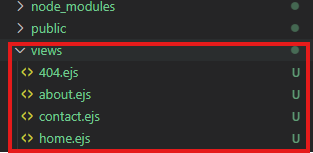 node_modules
public
views
404.ejs U
about.ejs U
contact.ejs U
home.ejs U